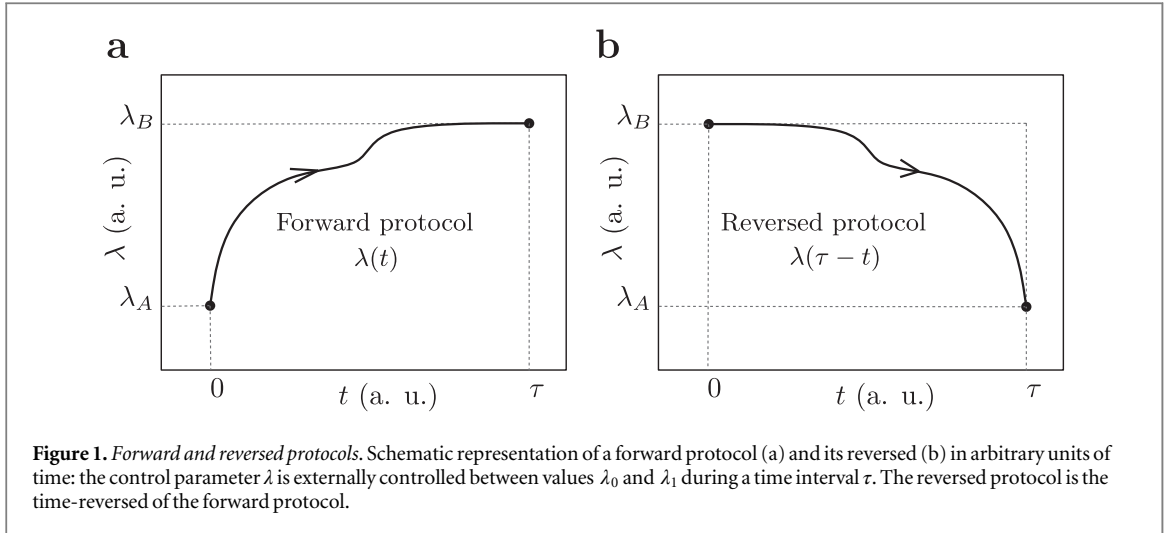 a
b
λ_B
λ (a. u.)
Forward protocol
λ(t)
λ_A
0
t (a. u.)
τ
λ_B
λ (a. u.)
Reversed protocol
λ(τ − t)
λ_A
0
t (a. u.)
τ
Figure 1. Forward and reversed protocols. Schematic representation of a forward protocol (a) and its reversed (b) in arbitrary units of
time: the control parameter λ is externally controlled between values λ₀ and λ₁ during a time interval τ. The reversed protocol is the
time-reversed of the forward protocol.